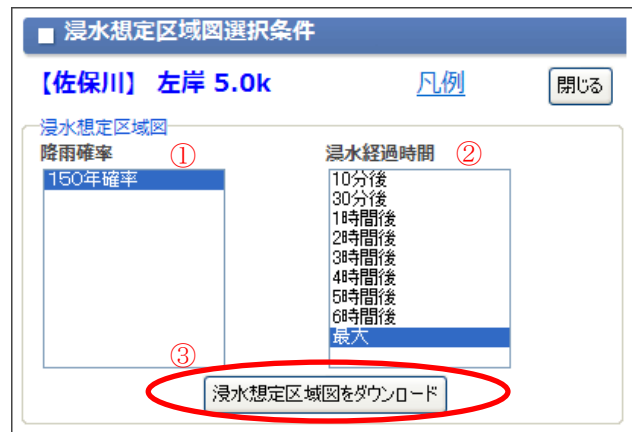 ■ 浸水想定区域図選択条件
【佐保川】 左岸 5.0k 凡例 閉じる
浸水想定区域図
降雨確率 ① 浸水経過時間 ②
150年確率
10分後
30分後
1時間後
2時間後
3時間後
4時間後
5時間後
6時間後
最大
③
浸水想定区域図をダウンロード